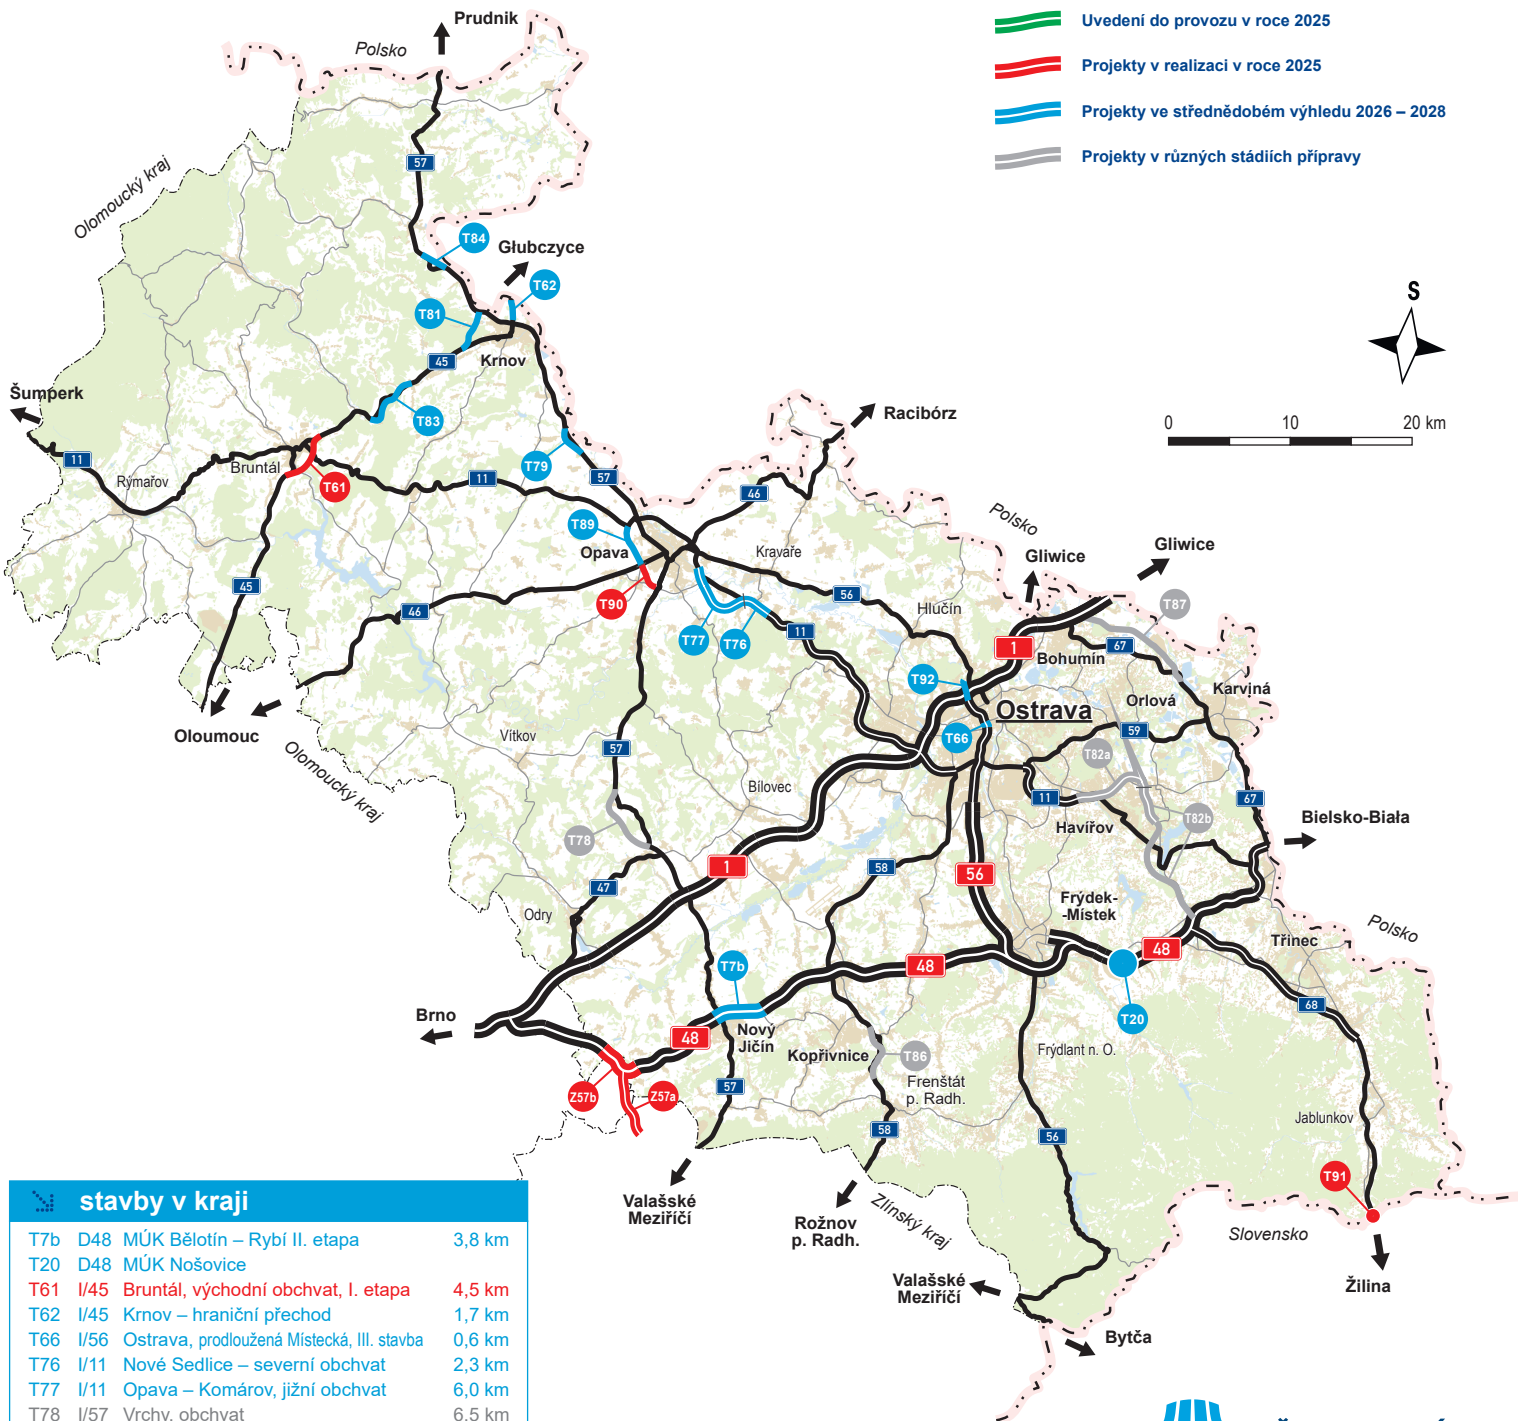 Prudnik
Polsko
Uvedení do provozu v roce 2025
Projekty v realizaci v roce 2025
Projekty ve střednědobém výhledu 2026 – 2028
Projekty v různých stádiích přípravy
57
Olomoucký kraj
T84
Głubczyce
T62
T81
S
45
Krnov
Šumperk
T83
Racibórz
0 10 20 km
11
Rýmařov
Bruntál
T61
11
T79
57
46
T89
Opava
Kravaře
Polsko
Gliwice
Gliwice
45
46
T90
56
Hlučín
T87
T77
T76
11
1
Bohumín
67
T92
Orlová
Karviná
Ostrava
Oloumouc
Olomoucký kraj
Vítkov
57
T66
59
T82a
Bílovec
11
67
Havířov
T82b
Bielsko-Biała
T78
1
58
56
47
Odry
Frýdek-
-Místek
Polsko
Třinec
T7b
48
48
68
Brno
Nový
Jičín
T20
48
Kopřivnice
T86
Frýdlant n. O.
Z57b
Z57a
57
Frenštát
p. Radh.
58
56
Jablunkov
T91
Valašské
Meziříčí
Rožnov
p. Radh.
Zlínský kraj
Slovensko
Valašské
Meziříčí
Žilina
Bytča
stavby v kraji
T7b D48 MÚK Bělotín – Rybí II. etapa 3,8 km
T20 D48 MÚK Nošovice
T61 I/45 Bruntál, východní obchvat, I. etapa 4,5 km
T62 I/45 Krnov – hraniční přechod 1,7 km
T66 I/56 Ostrava, prodloužená Místecká, III. stavba 0,6 km
T76 I/11 Nové Sedlice – severní obchvat 2,3 km
T77 I/11 Opava – Komárov, jižní obchvat 6,0 km
T78 I/57 Vrchy, obchvat 6,5 km